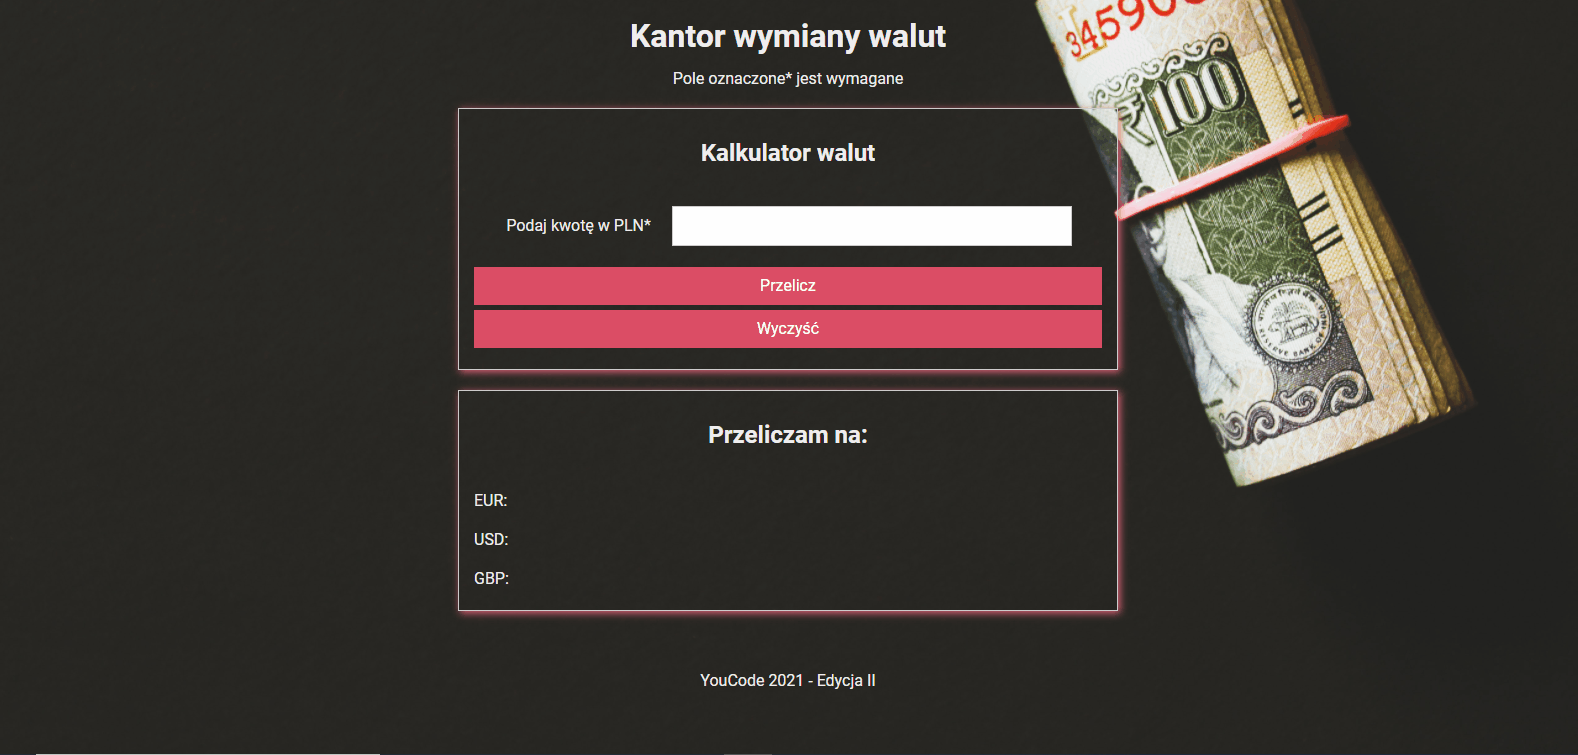 Kantor wymiany walut
Pole oznaczone* jest wymagane
Kalkulator walut
Podaj kwotę w PLN*
Przelicz
Wyczyść
Przeliczam na:
EUR:
USD:
GBP:
YouCode 2021 - Edycja II
₹100